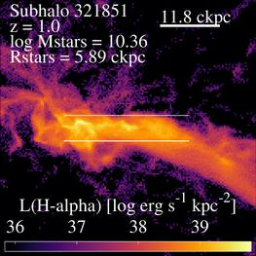 Subhalo 321851
11.8 ckpc
z = 1.0
log Mstars = 10.36
Rstars = 5.89 ckpc
L(H-alpha) [log erg s⁻¹ kpc⁻²]
36 37 38 39